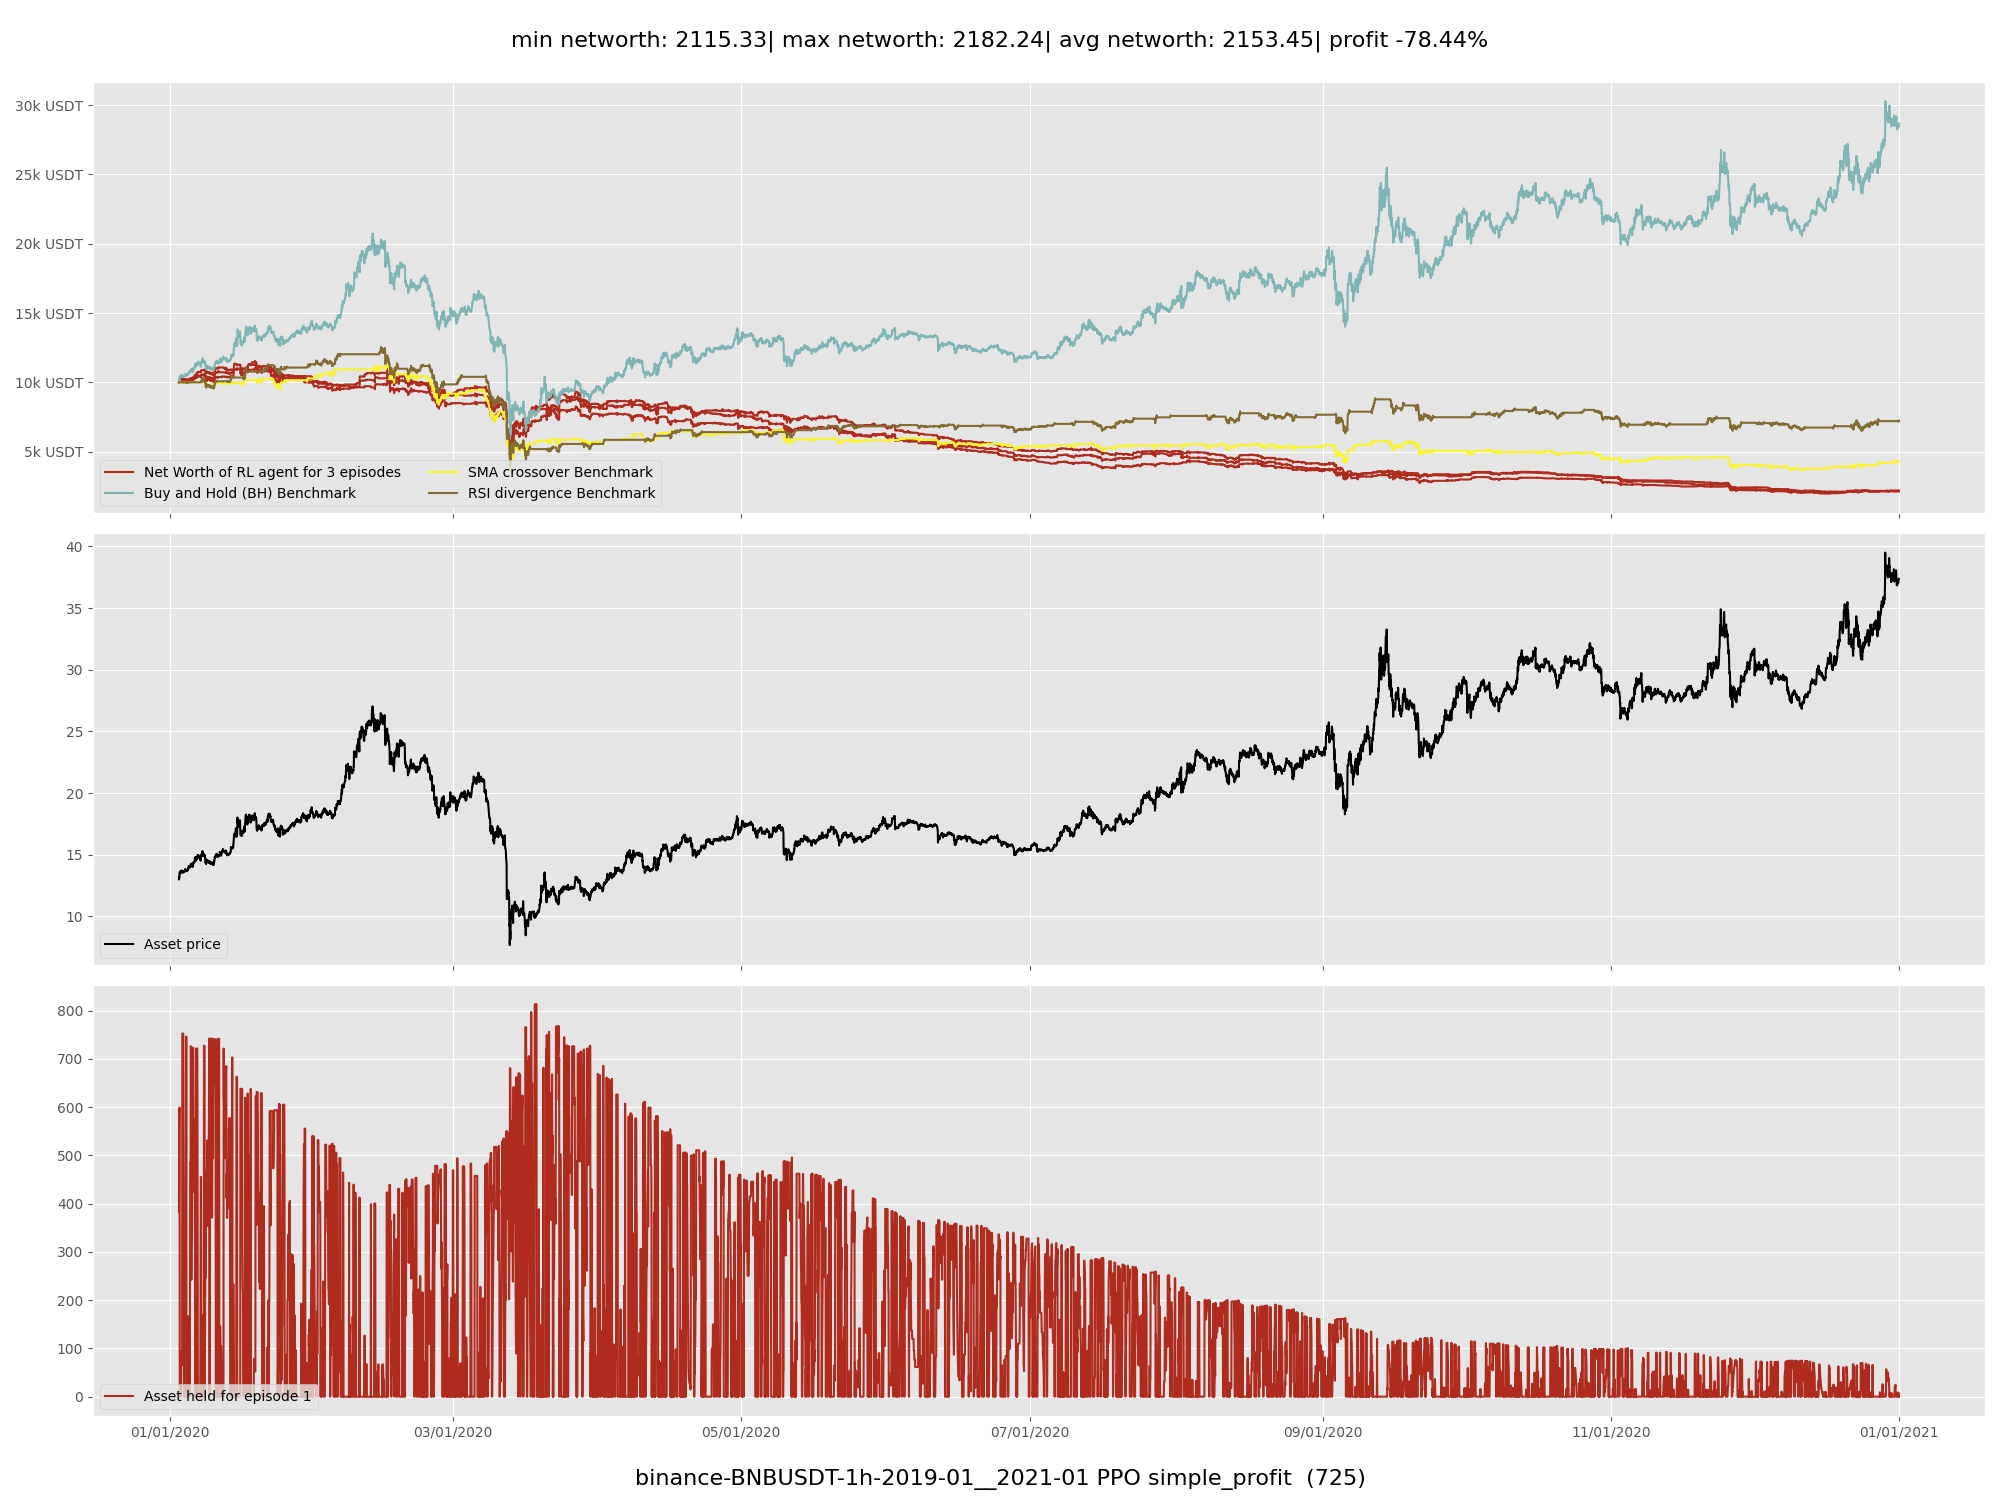 min networth: 2115.33| max networth: 2182.24| avg networth: 2153.45| profit -78.44%
30k USDT
25k USDT
20k USDT
15k USDT
10k USDT
5k USDT
Net Worth of RL agent for 3 episodes
Buy and Hold (BH) Benchmark
SMA crossover Benchmark
RSI divergence Benchmark
40
35
30
25
20
15
10
Asset price
800
700
600
500
400
300
200
100
0
Asset held for episode 1
01/01/2020 03/01/2020 05/01/2020 07/01/2020 09/01/2020 11/01/2020 01/01/2021
binance-BNBUSDT-1h-2019-01__2021-01 PPO simple_profit (725)